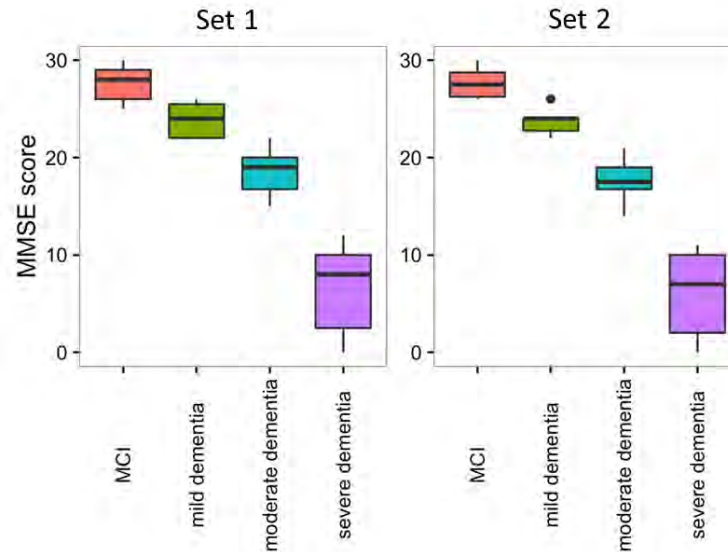 Set 1
Set 2
MMSE score
30
20
10
0
30
20
10
0
MCI
mild dementia
moderate dementia
severe dementia
MCI
mild dementia
moderate dementia
severe dementia